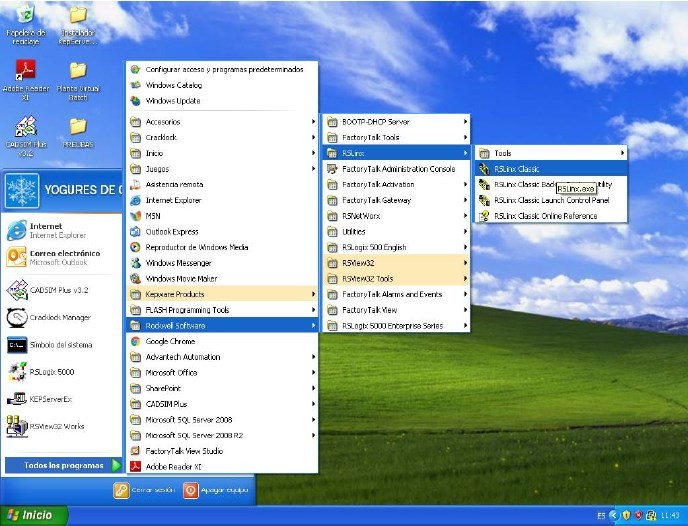 Papelera de
reciclaje
Instalador
KepServe...
Adobe Reader
XI
Planta Virtual
Batch
CADSIM Plus
v3.2
PRUEBAS
YOGURES DE
Internet
Internet Explorer
Correo electrónico
Microsoft Outlook
CADSIM Plus v3.2
Cracklock Manager
Símbolo del sistema
RSLogix 5000
KEPServerEx
RSView32 Works
Todos los programas
Configurar acceso y programas predeterminados
Windows Catalog
Windows Update
Accesorios
Cracklock
Inicio
Juegos
Asistencia remota
Internet Explorer
MSN
Outlook Express
Reproductor de Windows Media
Windows Messenger
Windows Movie Maker
Kepware Products
FLASH Programming Tools
Rockwell Software
Google Chrome
Advantech Automation
Microsoft Office
SharePoint
CADSIM Plus
Microsoft SQL Server 2008
Microsoft SQL Server 2008 R2
FactoryTalk View Studio
Adobe Reader XI
BOOTP-DHCP Server
FactoryTalk Tools
RSLinx
FactoryTalk Administration Console
FactoryTalk Activation
FactoryTalk Gateway
RSNetWorx
Utilities
RSLogix 500 English
RSView32
RSView32 Tools
FactoryTalk Alarms and Events
FactoryTalk View
RSLogix 5000 Enterprise Series
Tools
RSLinx Classic
RSLinx Classic Bac utility
RSLinx.exe
RSLinx Classic Launch Control Panel
RSLinx Classic Online Reference
Cerrar sesión
Apagar equipo
Inicio
ES
11:43